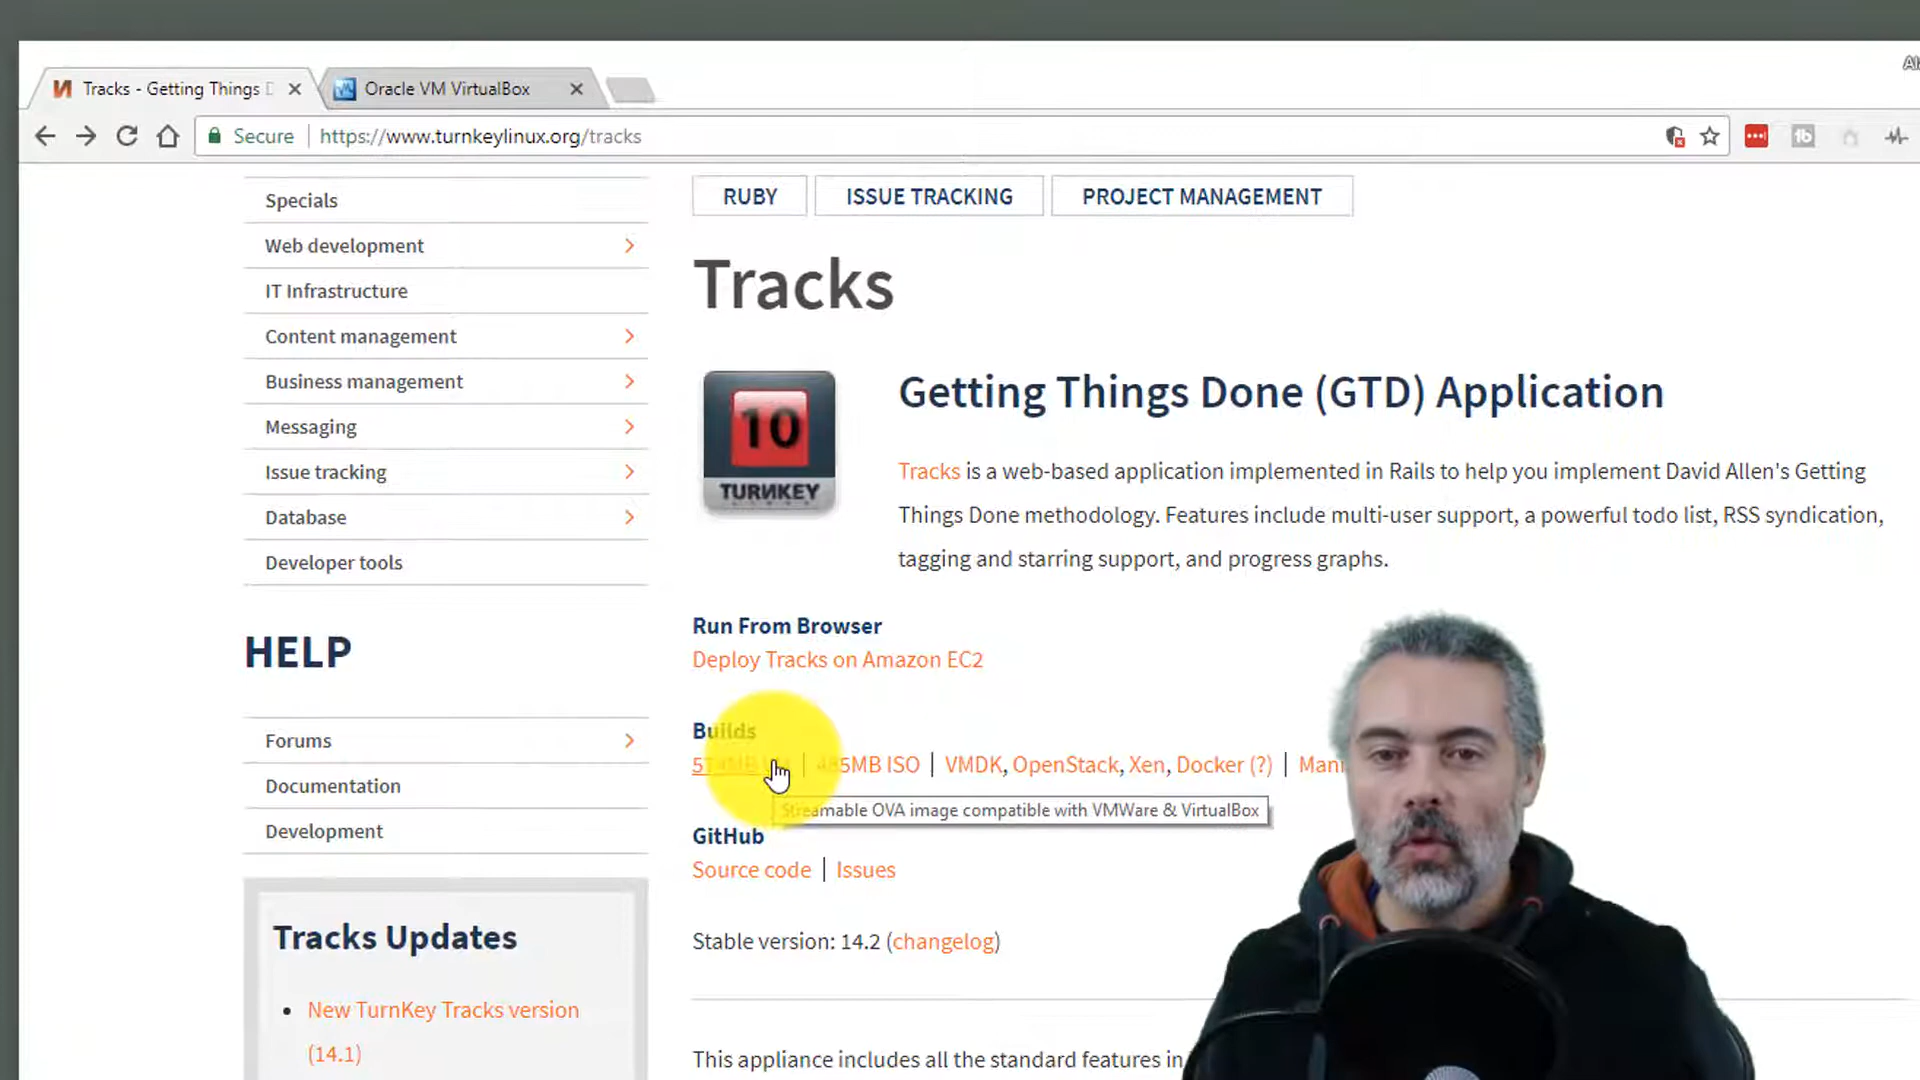 Tracks - Getting Things D
Oracle VM VirtualBox
Secure
https://www.turnkeylinux.org/tracks
Specials
Web development
IT Infrastructure
Content management
Business management
Messaging
Issue tracking
Database
Developer tools
HELP
Forums
Documentation
Development
Tracks Updates
New TurnKey Tracks version
(14.1)
RUBY
ISSUE TRACKING
PROJECT MANAGEMENT
Tracks
10
TURNKEY
Getting Things Done (GTD) Application
Tracks is a web-based application implemented in Rails to help you implement David Allen's Getting
Things Done methodology. Features include multi-user support, a powerful todo list, RSS syndication,
tagging and starring support, and progress graphs.
Run From Browser
Deploy Tracks on Amazon EC2
Builds
485MB ISO | VMDK, OpenStack, Xen, Docker (?) |
Streamable OVA image compatible with VMWare & VirtualBox
GitHub
Source code | Issues
Stable version: 14.2 (changelog)
This appliance includes all the standard features in